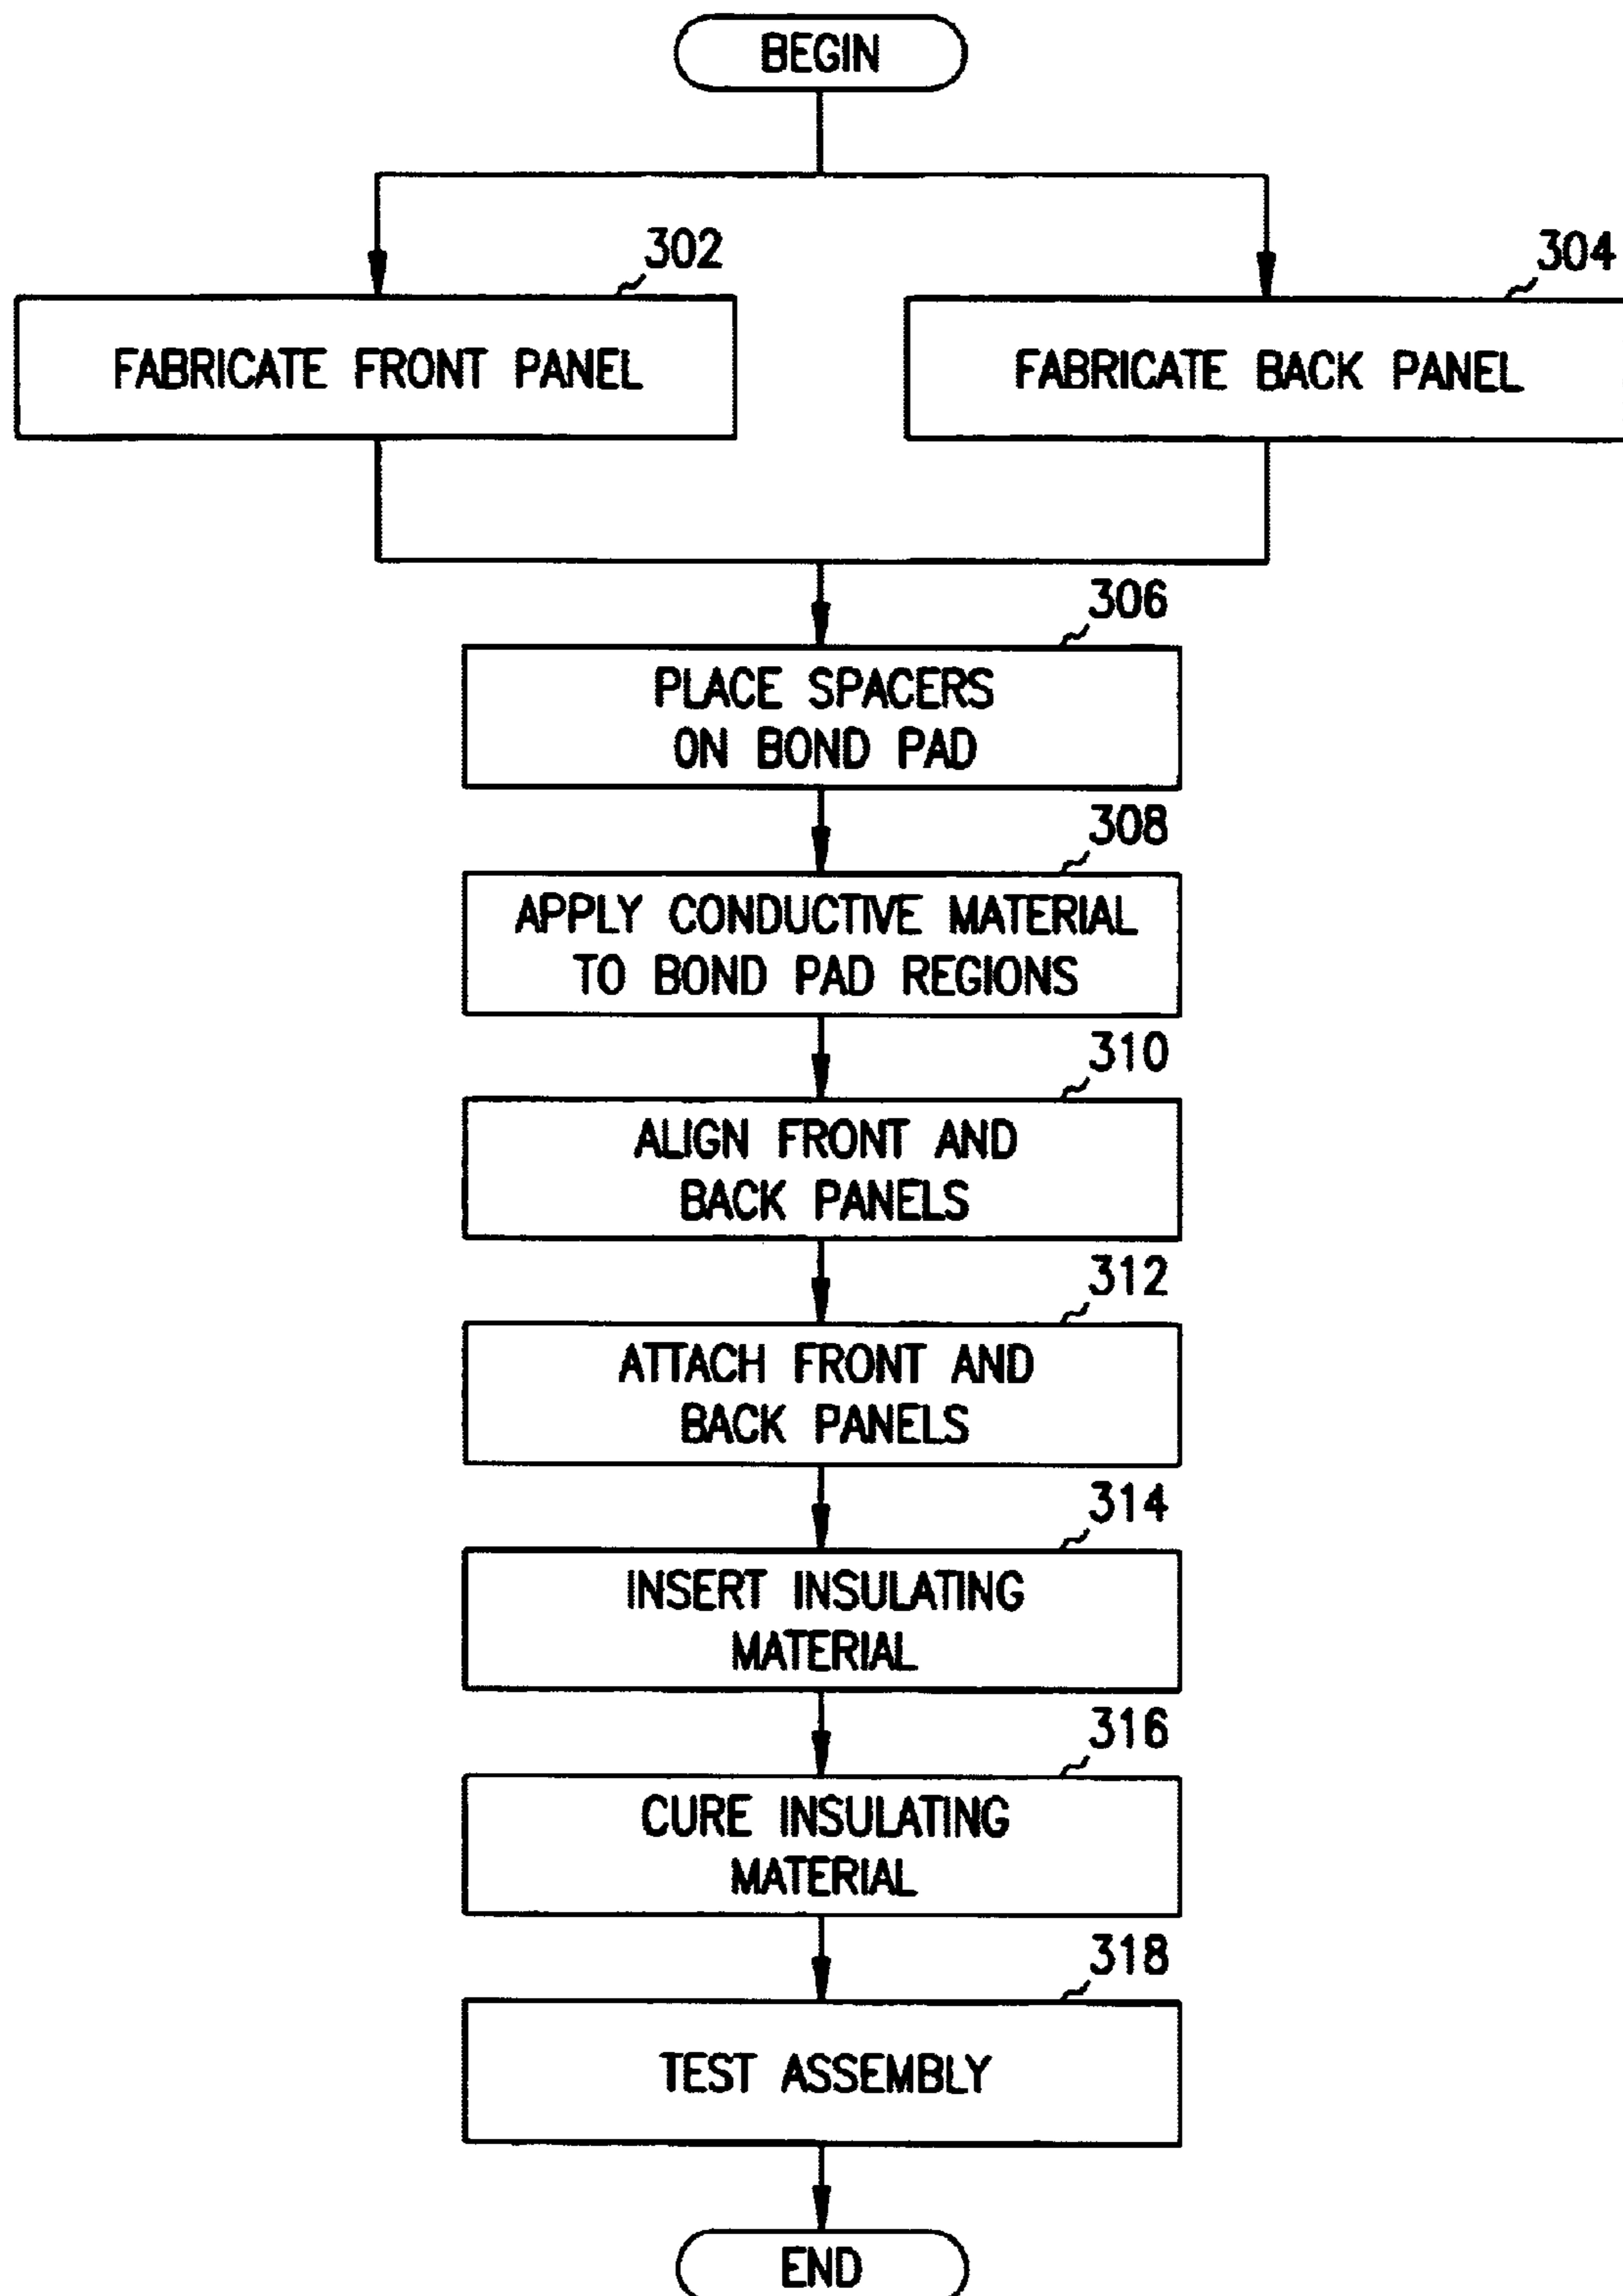 BEGIN
302
304
FABRICATE FRONT PANEL
FABRICATE BACK PANEL
306
PLACE SPACERS
ON BOND PAD
308
APPLY CONDUCTIVE MATERIAL
TO BOND PAD REGIONS
310
ALIGN FRONT AND
BACK PANELS
312
ATTACH FRONT AND
BACK PANELS
314
INSERT INSULATING
MATERIAL
316
CURE INSULATING
MATERIAL
318
TEST ASSEMBLY
END